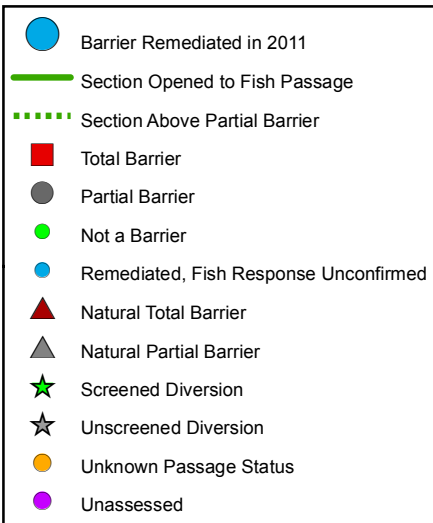 Barrier Remediated in 2011
Section Opened to Fish Passage
Section Above Partial Barrier
Total Barrier
Partial Barrier
Not a Barrier
Remediated, Fish Response Unconfirmed
Natural Total Barrier
Natural Partial Barrier
Screened Diversion
Unscreened Diversion
Unknown Passage Status
Unassessed